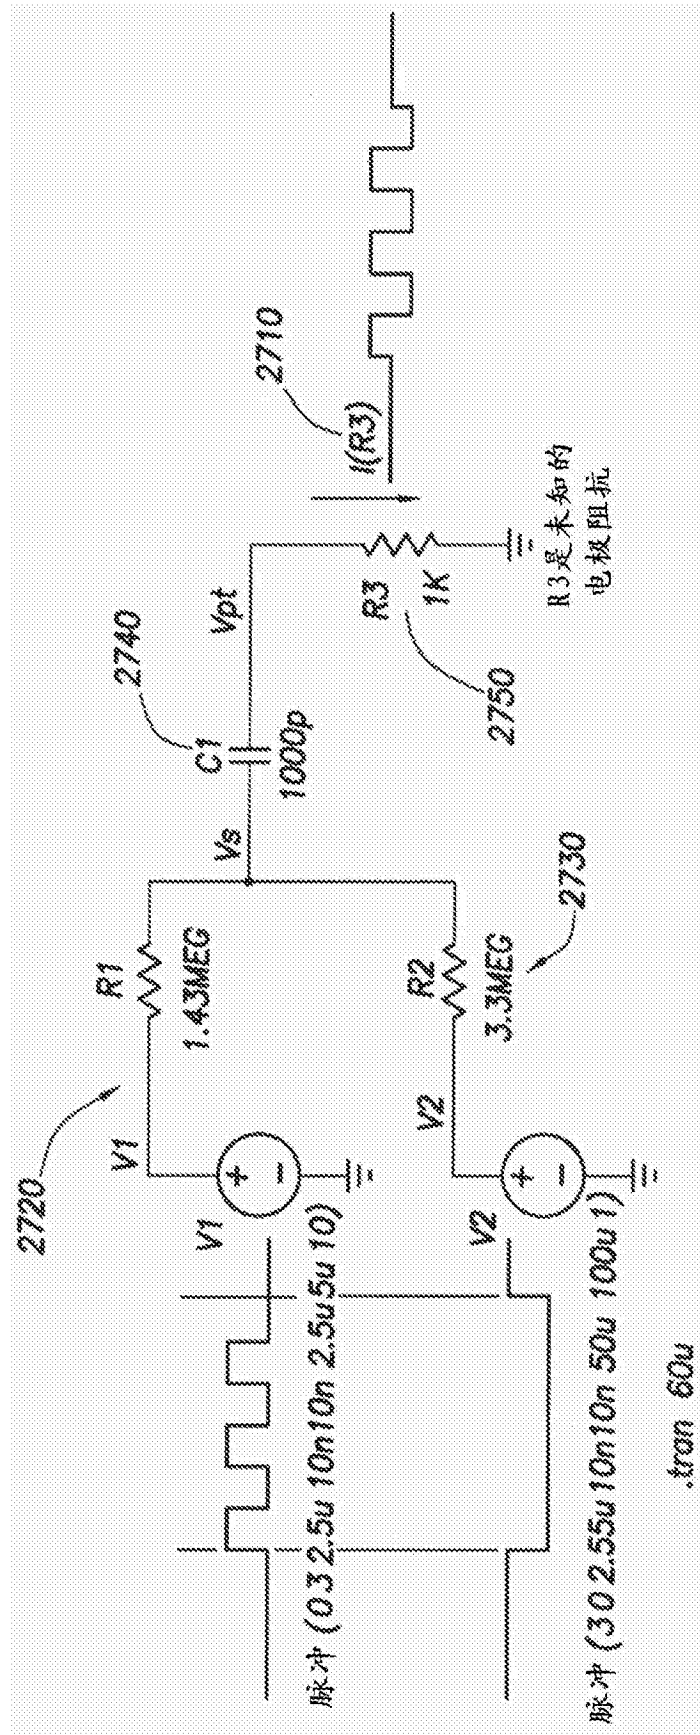 2720
V1
R1
1.43MEG
Vs
2740
C1
1000p
Vpt
2710
I(R3)
R3
1K
2750
R3是未知的
电极阻抗
V1
脉冲 (0 3 2.5u 10n10n 2.5u5u 10)
V2
R2
3.3MEG
2730
V2
脉冲 (3 0 2.55u 10n10n 50u 100u 1)
.tran 60u